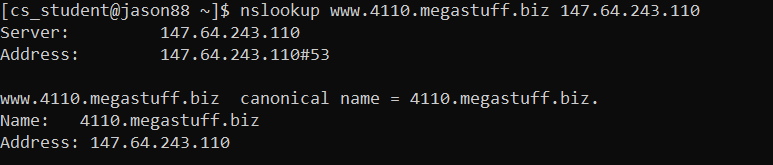 [cs_student@jason88 ~]$ nslookup www.4110.megastuff.biz 147.64.243.110
Server:         147.64.243.110
Address:        147.64.243.110#53

www.4110.megastuff.biz  canonical name = 4110.megastuff.biz.
Name:   4110.megastuff.biz
Address: 147.64.243.110